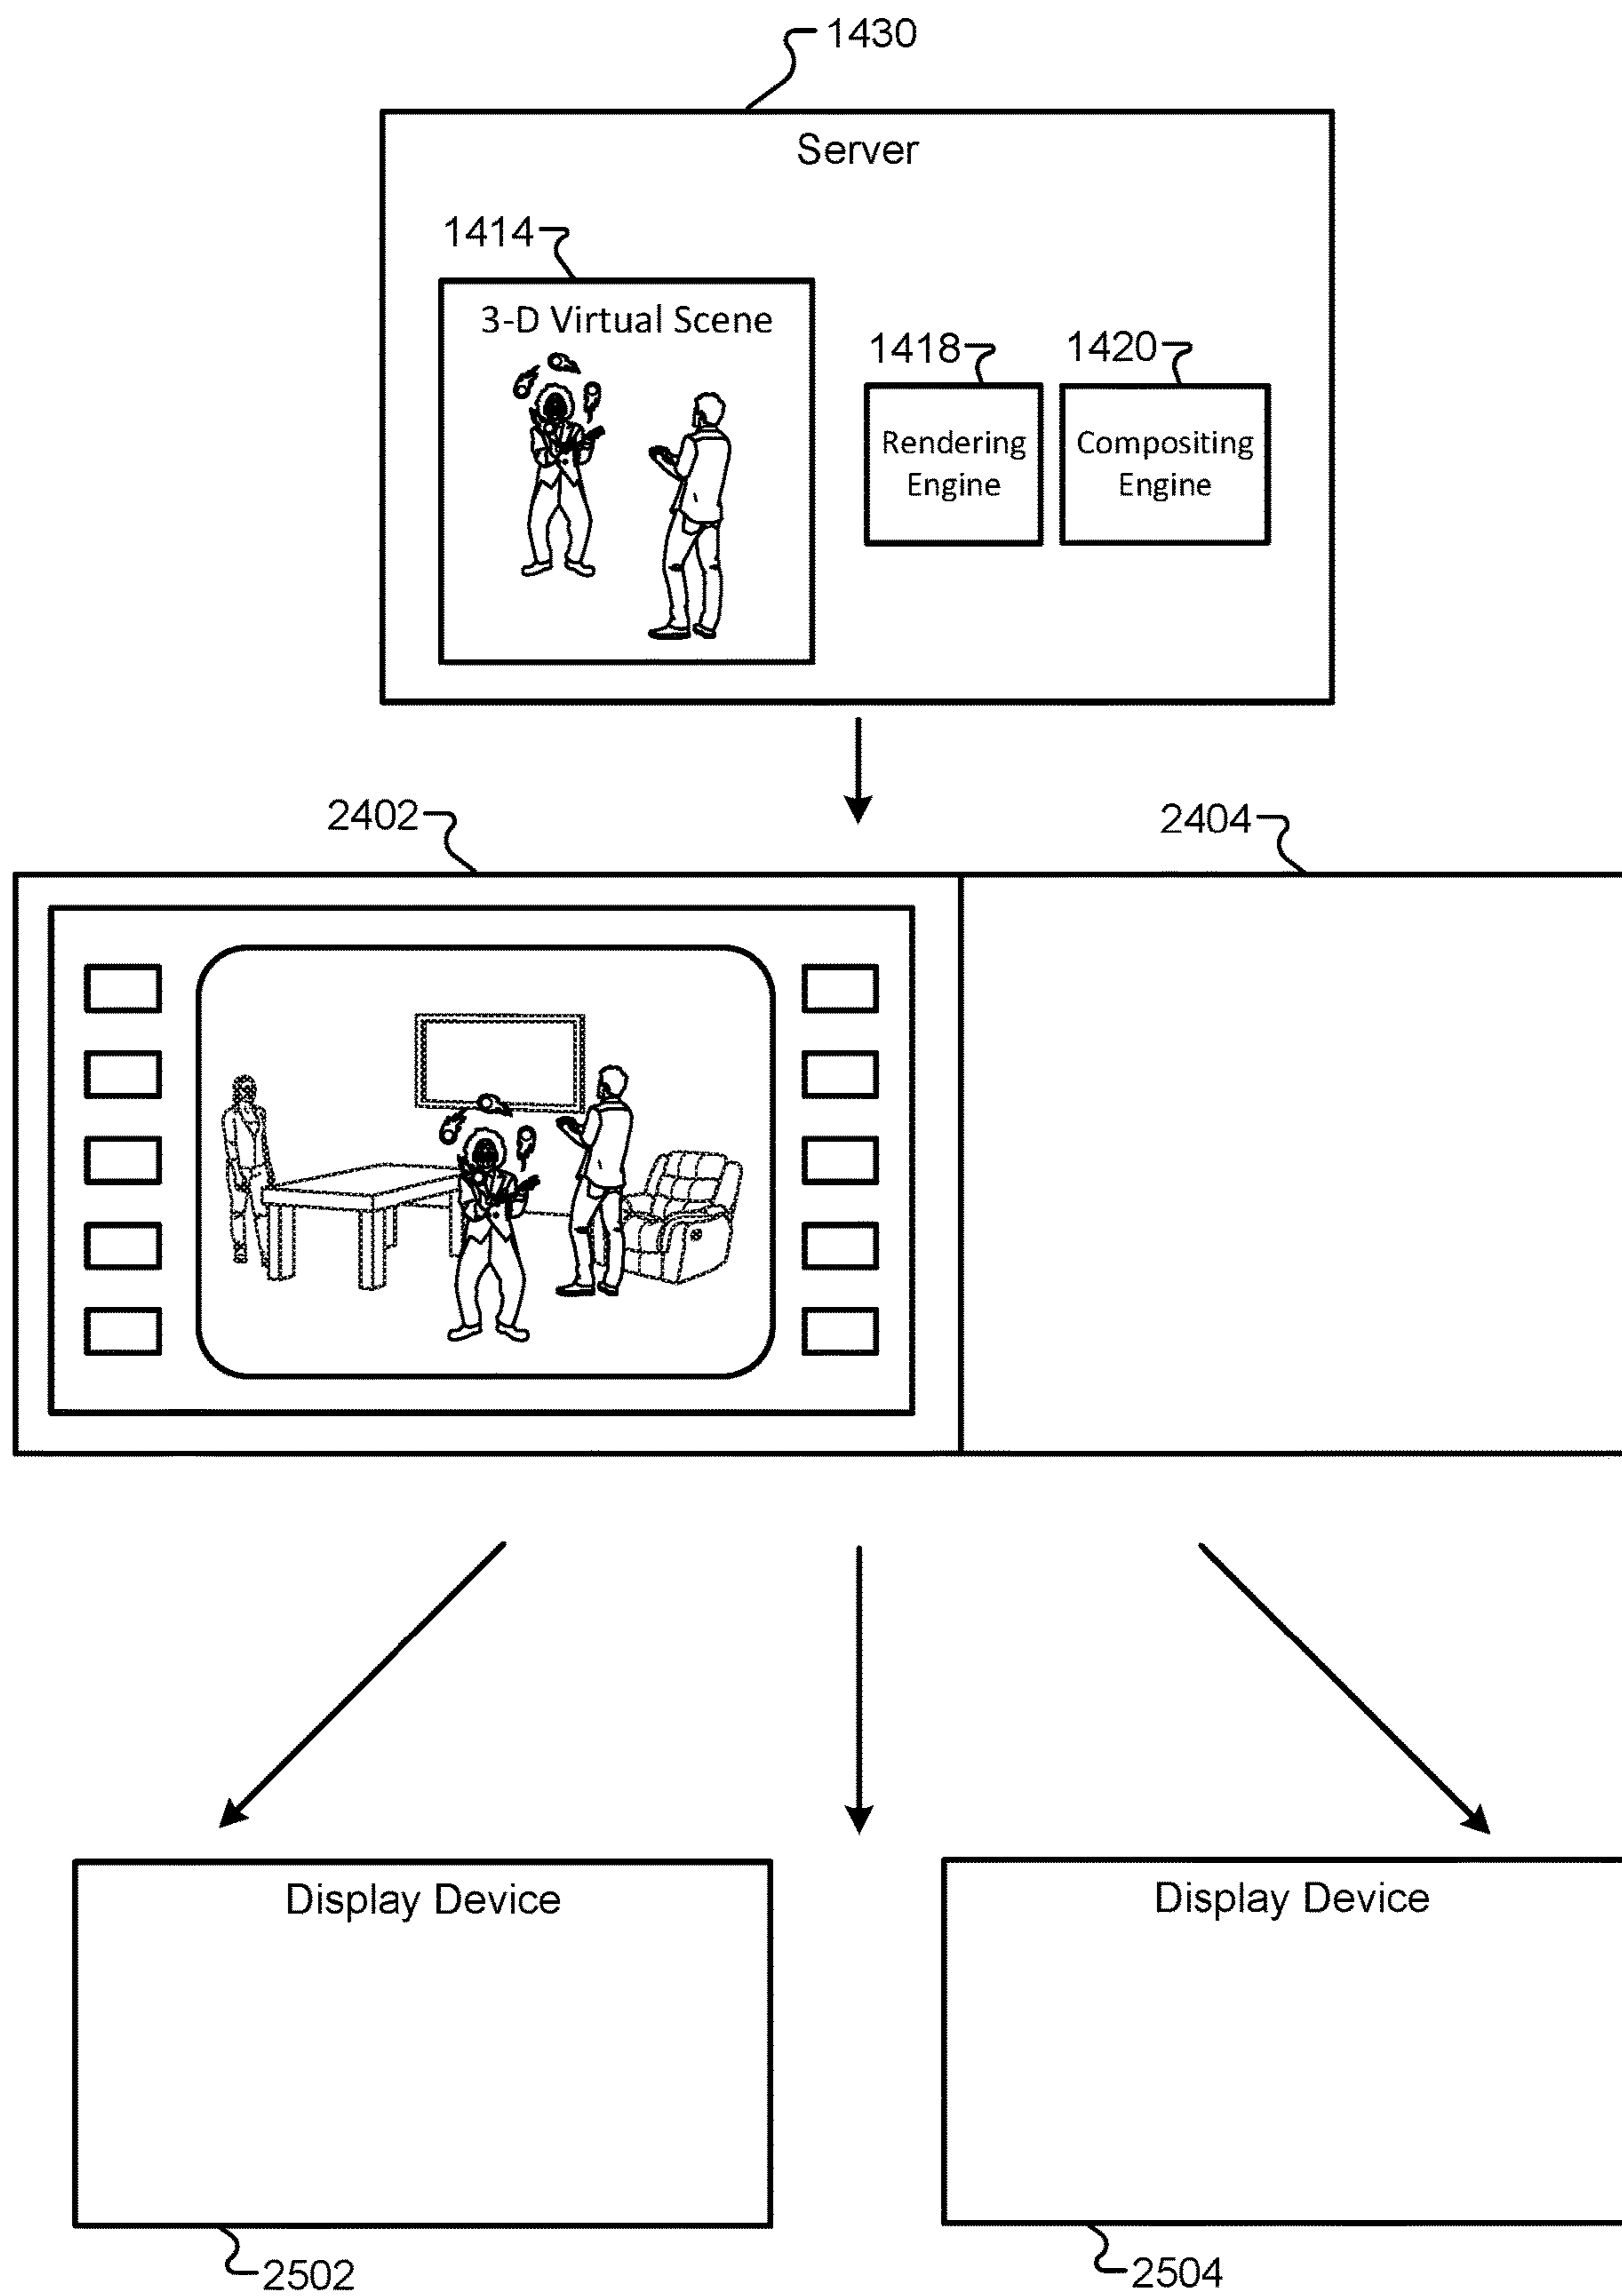 1430
Server
1414
3-D Virtual Scene
1418
1420
Rendering
Engine
Compositing
Engine
2402
2404
Display Device
Display Device
2502
2504